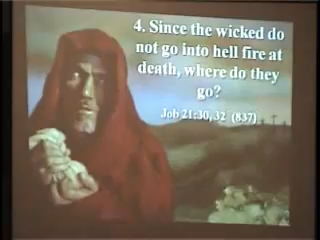 4. Since the wicked do
not go into hell fire at
death, where do they
go?
Job 21:30, 32 (837)